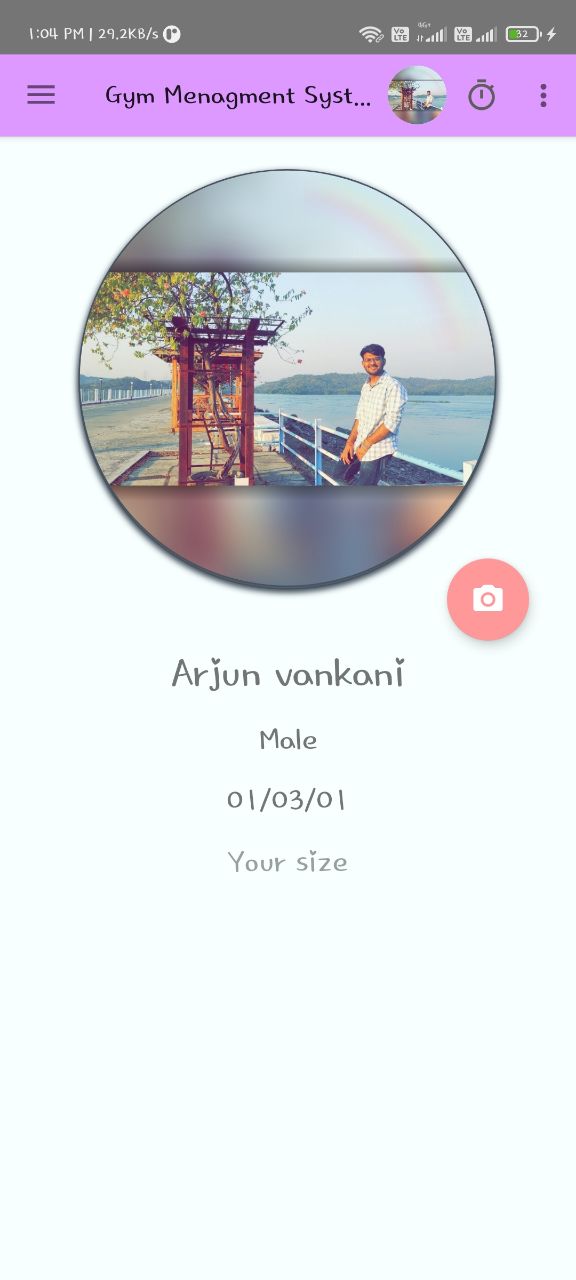 1:04 PM | 29.2KB/s
Vo LTE 4G+ Vo LTE 32
Gym Menagment Syst...
Arjun vankani
Male
01/03/01
Your size